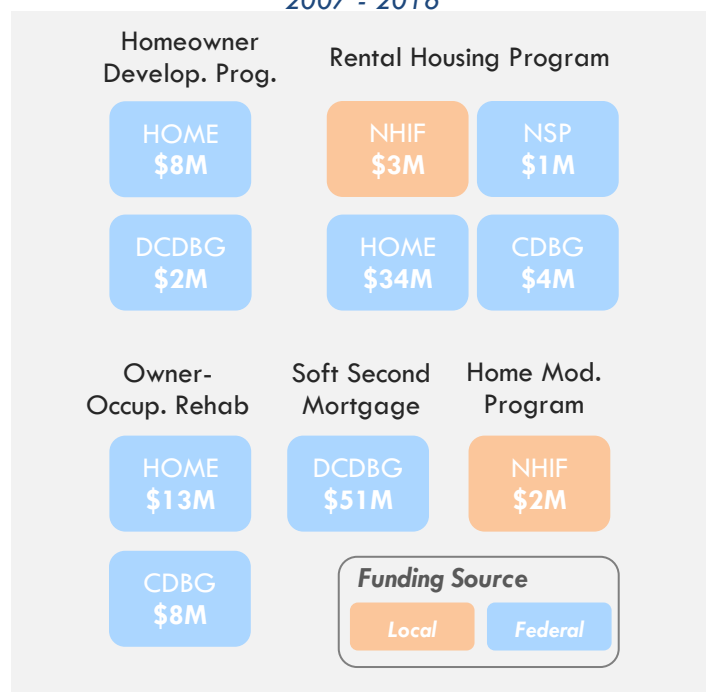 2007 - 2016
Homeowner
Develop. Prog.
HOME
$8M
DCDBG
$2M
Rental Housing Program
NHIF
$3M
NSP
$1M
HOME
$34M
CDBG
$4M
Owner-
Occup. Rehab
HOME
$13M
CDBG
$8M
Soft Second
Mortgage
DCDBG
$51M
Home Mod.
Program
NHIF
$2M
Funding Source
Local
Federal